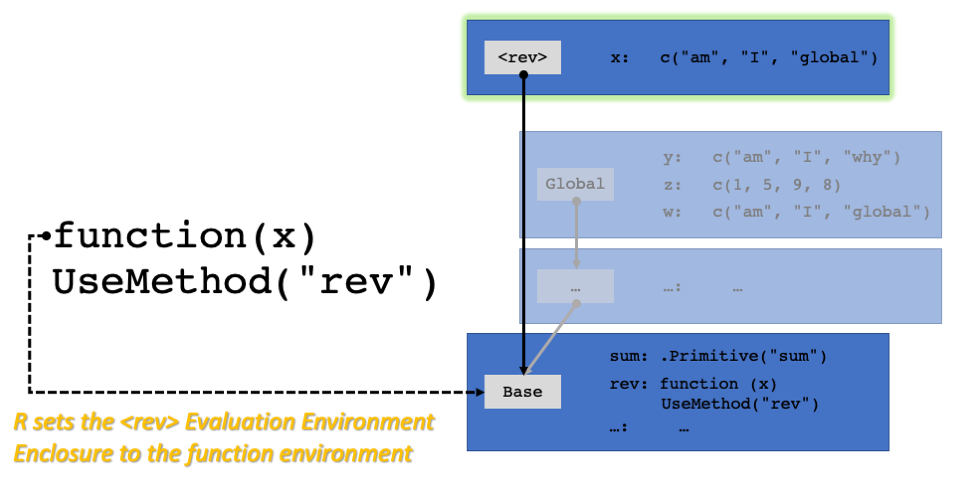 <rev> x: c("am", "I", "global")
Global
y: c("am", "I", "why")
z: c(1, 5, 9, 8)
w: c("am", "I", "global")
… …: …
function(x)
UseMethod("rev")
Base
sum: .Primitive("sum")
rev: function (x)
UseMethod("rev")
…: …
R sets the <rev> Evaluation Environment
Enclosure to the function environment